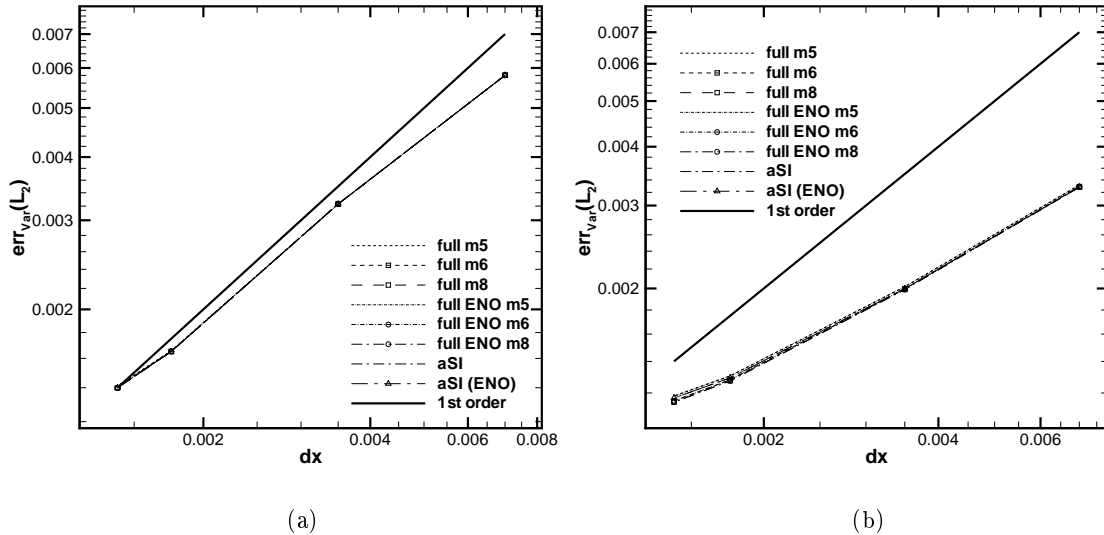 0.007
0.006
0.005
0.004
0.003
0.002
err_Var(L_2)
full m5
full m6
full m8
full ENO m5
full ENO m6
full ENO m8
aSI
aSI (ENO)
1st order
0.002 0.004 0.006 0.008
dx
(a)
0.007
0.006
0.005
0.004
0.003
0.002
err_Var(L_2)
full m5
full m6
full m8
full ENO m5
full ENO m6
full ENO m8
aSI
aSI (ENO)
1st order
0.002 0.004 0.006
dx
(b)